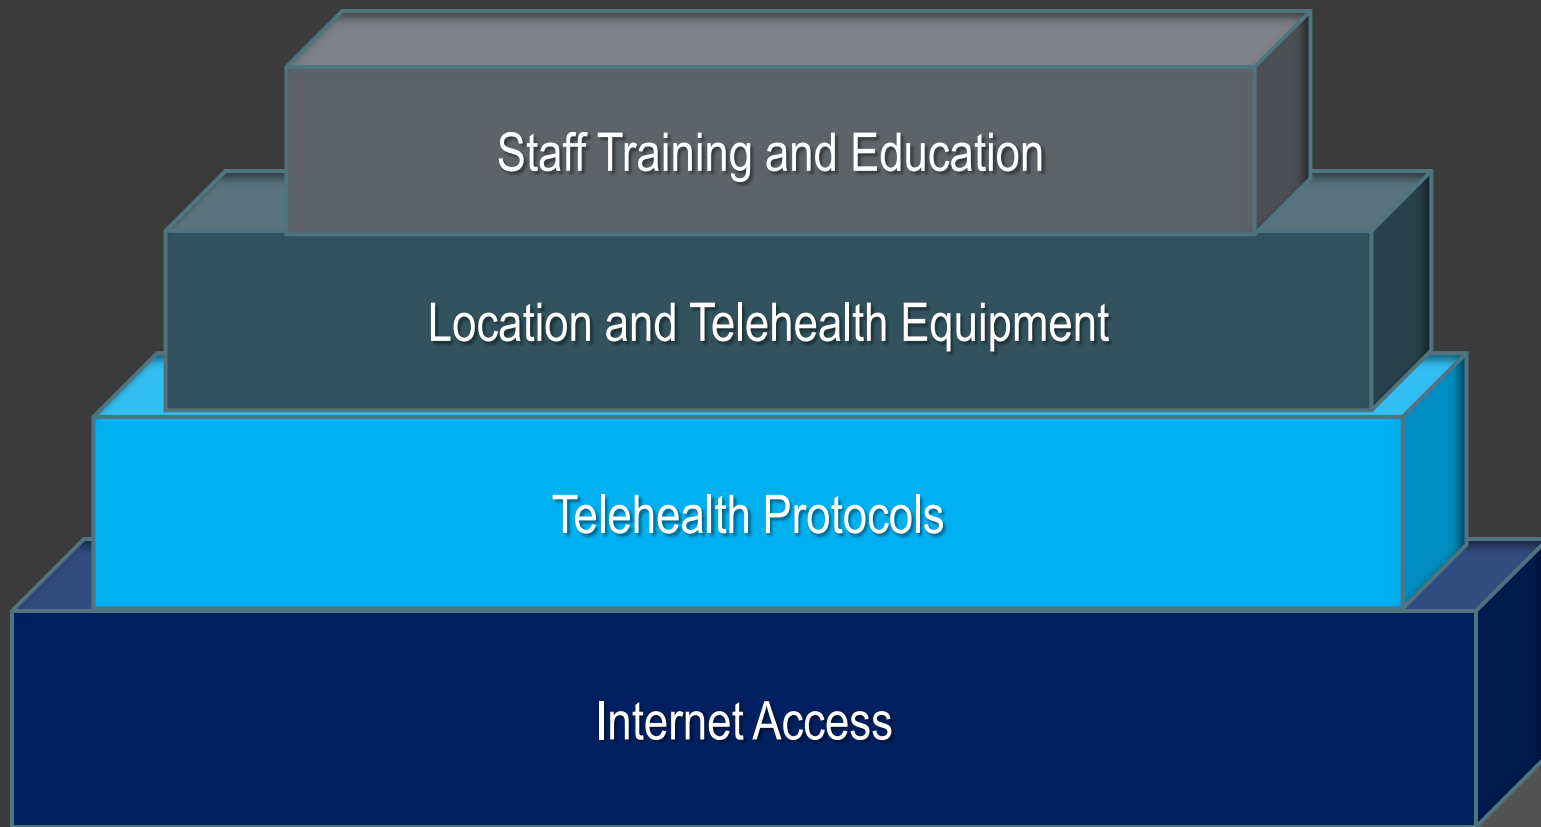 Staff Training and Education
Location and Telehealth Equipment
Telehealth Protocols
Internet Access